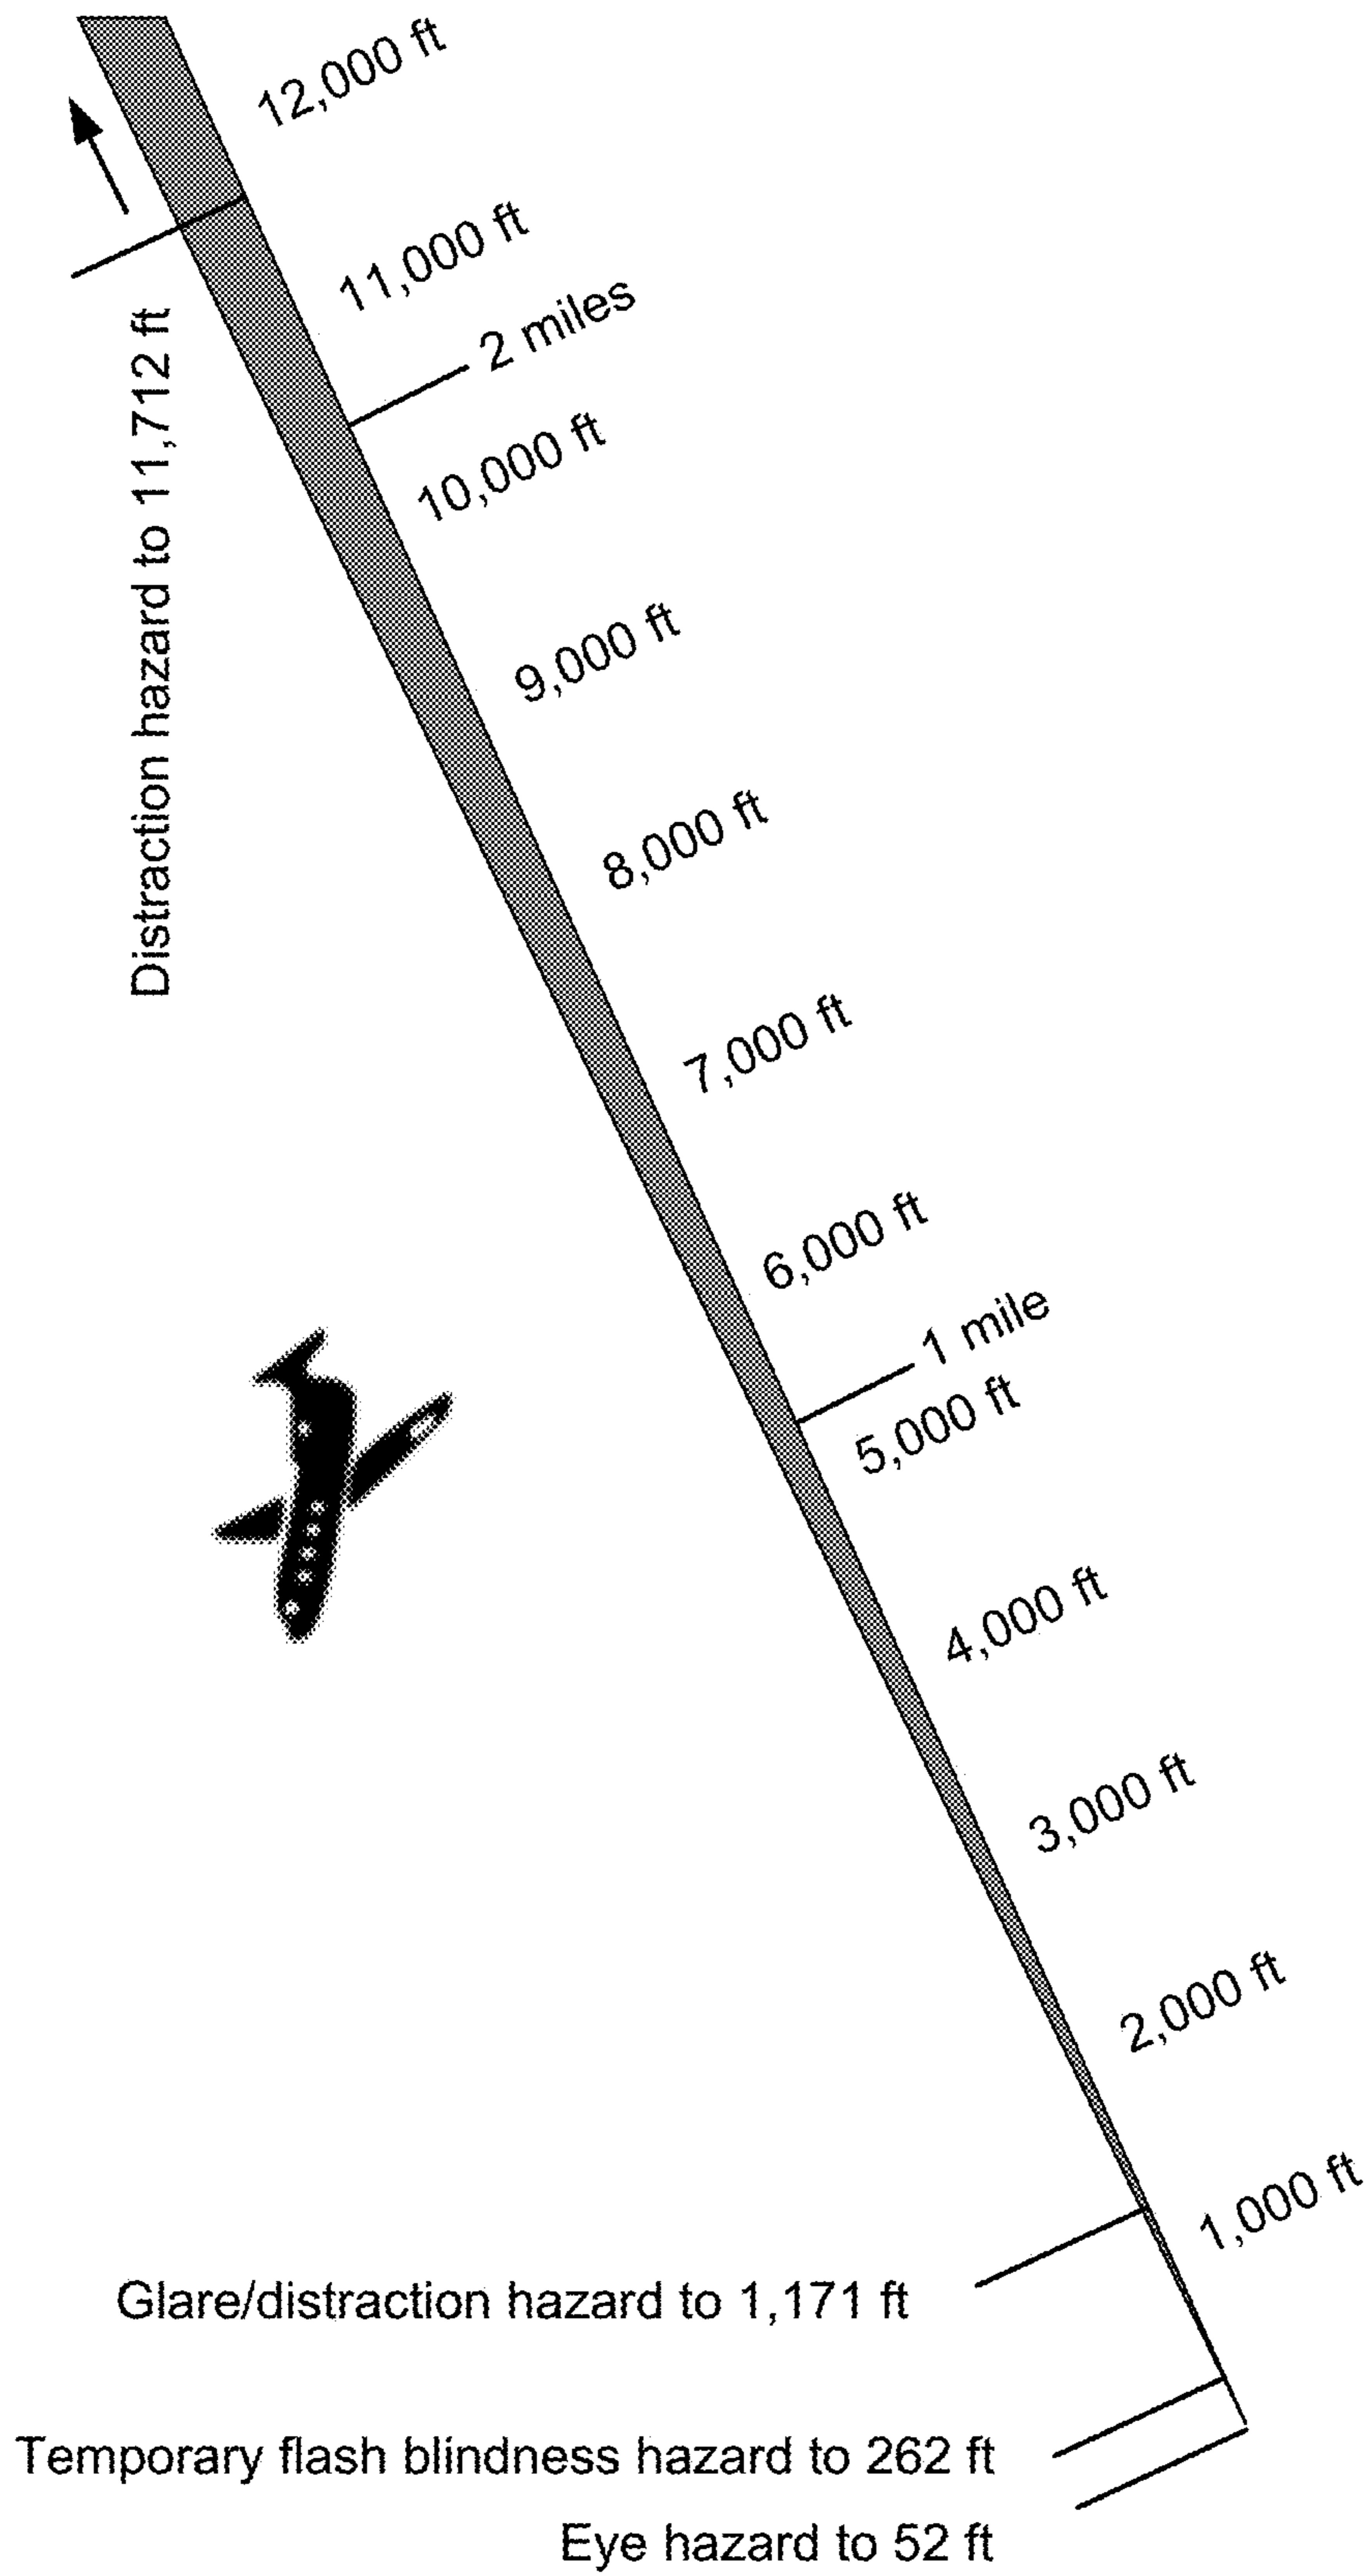 12,000 ft
11,000 ft
2 miles
Distraction hazard to 11,712 ft
10,000 ft
9,000 ft
8,000 ft
7,000 ft
6,000 ft
1 mile
5,000 ft
4,000 ft
3,000 ft
2,000 ft
1,000 ft
Glare/distraction hazard to 1,171 ft
Temporary flash blindness hazard to 262 ft
Eye hazard to 52 ft